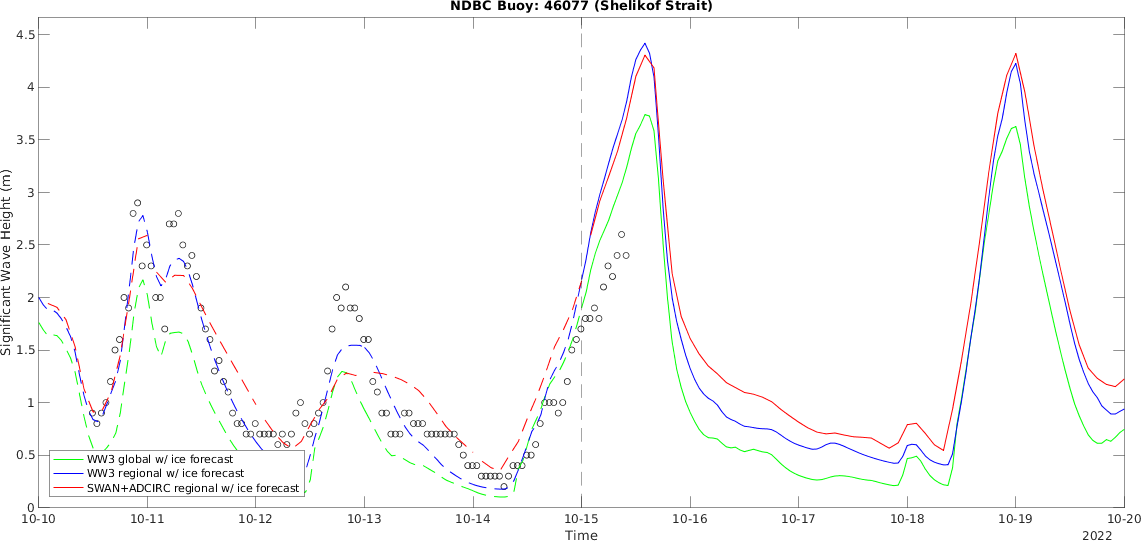 NDBC Buoy: 46077 (Shelikof Strait)
4.5
4
3.5
3
2.5
2
1.5
1
0.5
0
Significant Wave Height (m)
WW3 global w/ ice forecast
WW3 regional w/ ice forecast
SWAN+ADCIRC regional w/ ice forecast
10-10 10-11 10-12 10-13 10-14 10-15 10-16 10-17 10-18 10-19 10-20
Time
2022